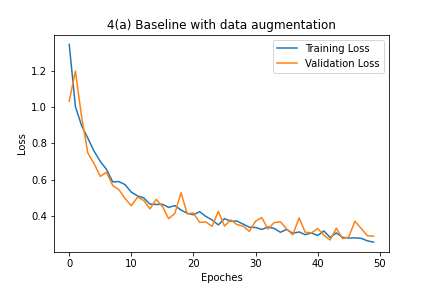 4(a) Baseline with data augmentation
Training Loss
Validation Loss
1.2
1.0
0.8
0.6
0.4
Loss
0 10 20 30 40 50
Epoches